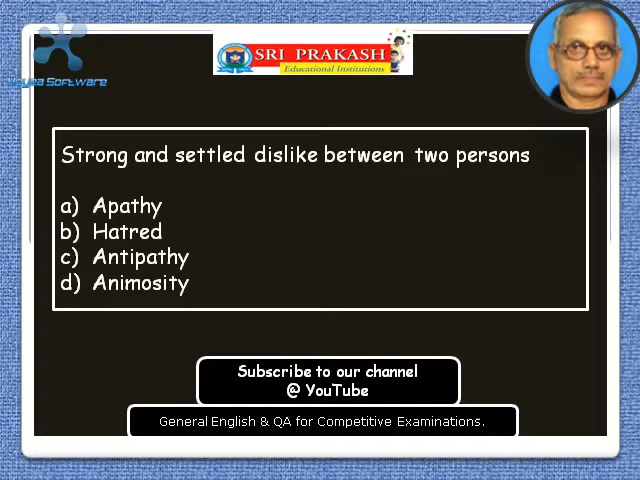 SRI PRAKASH
Educational Institutions
Software
Strong and settled dislike between two persons
a) Apathy
b) Hatred
c) Antipathy
d) Animosity
Subscribe to our channel
@ YouTube
General English & QA for Competitive Examinations.